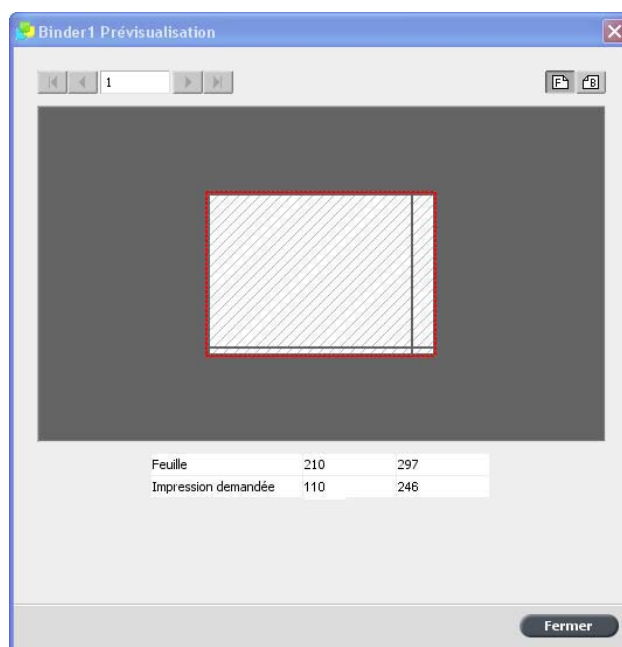 Binder1 Prévisualisation
1
F B
Feuille 210 297
Impression demandée 110 246
Fermer